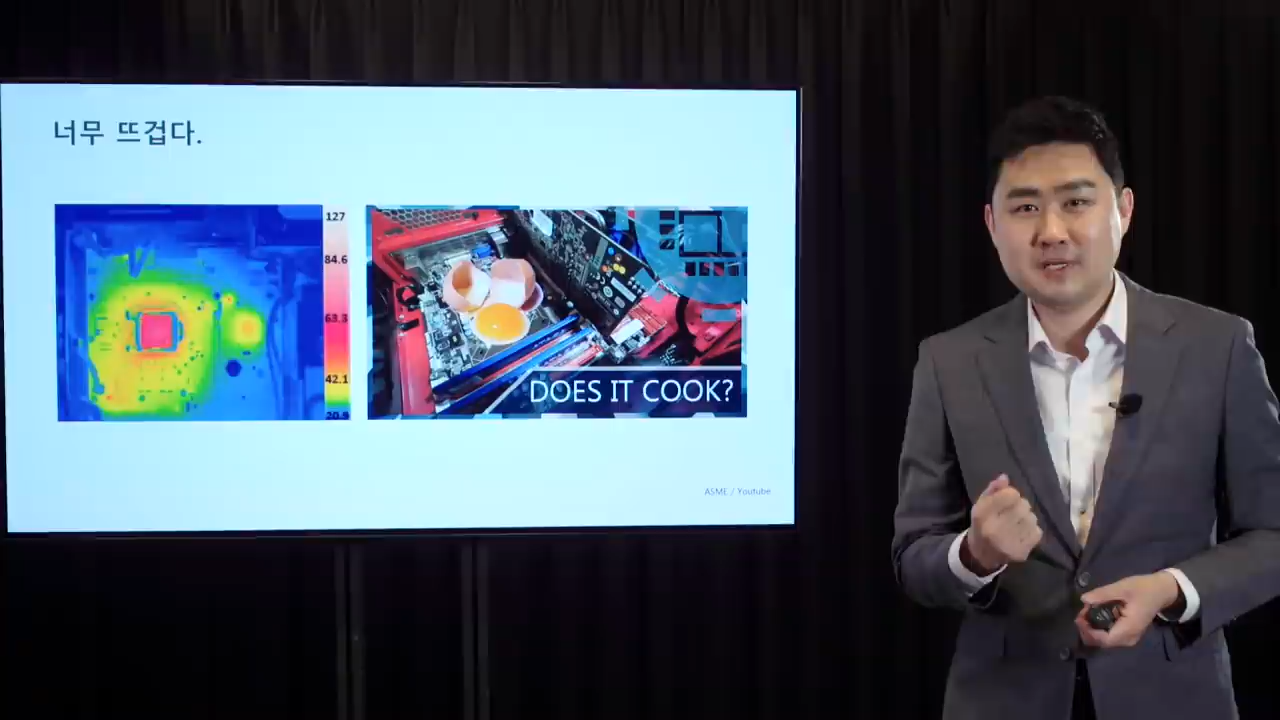 너무 뜨겁다.
127
84.6
63.3
42.1
20.9
DOES IT COOK?
ASME / Youtube